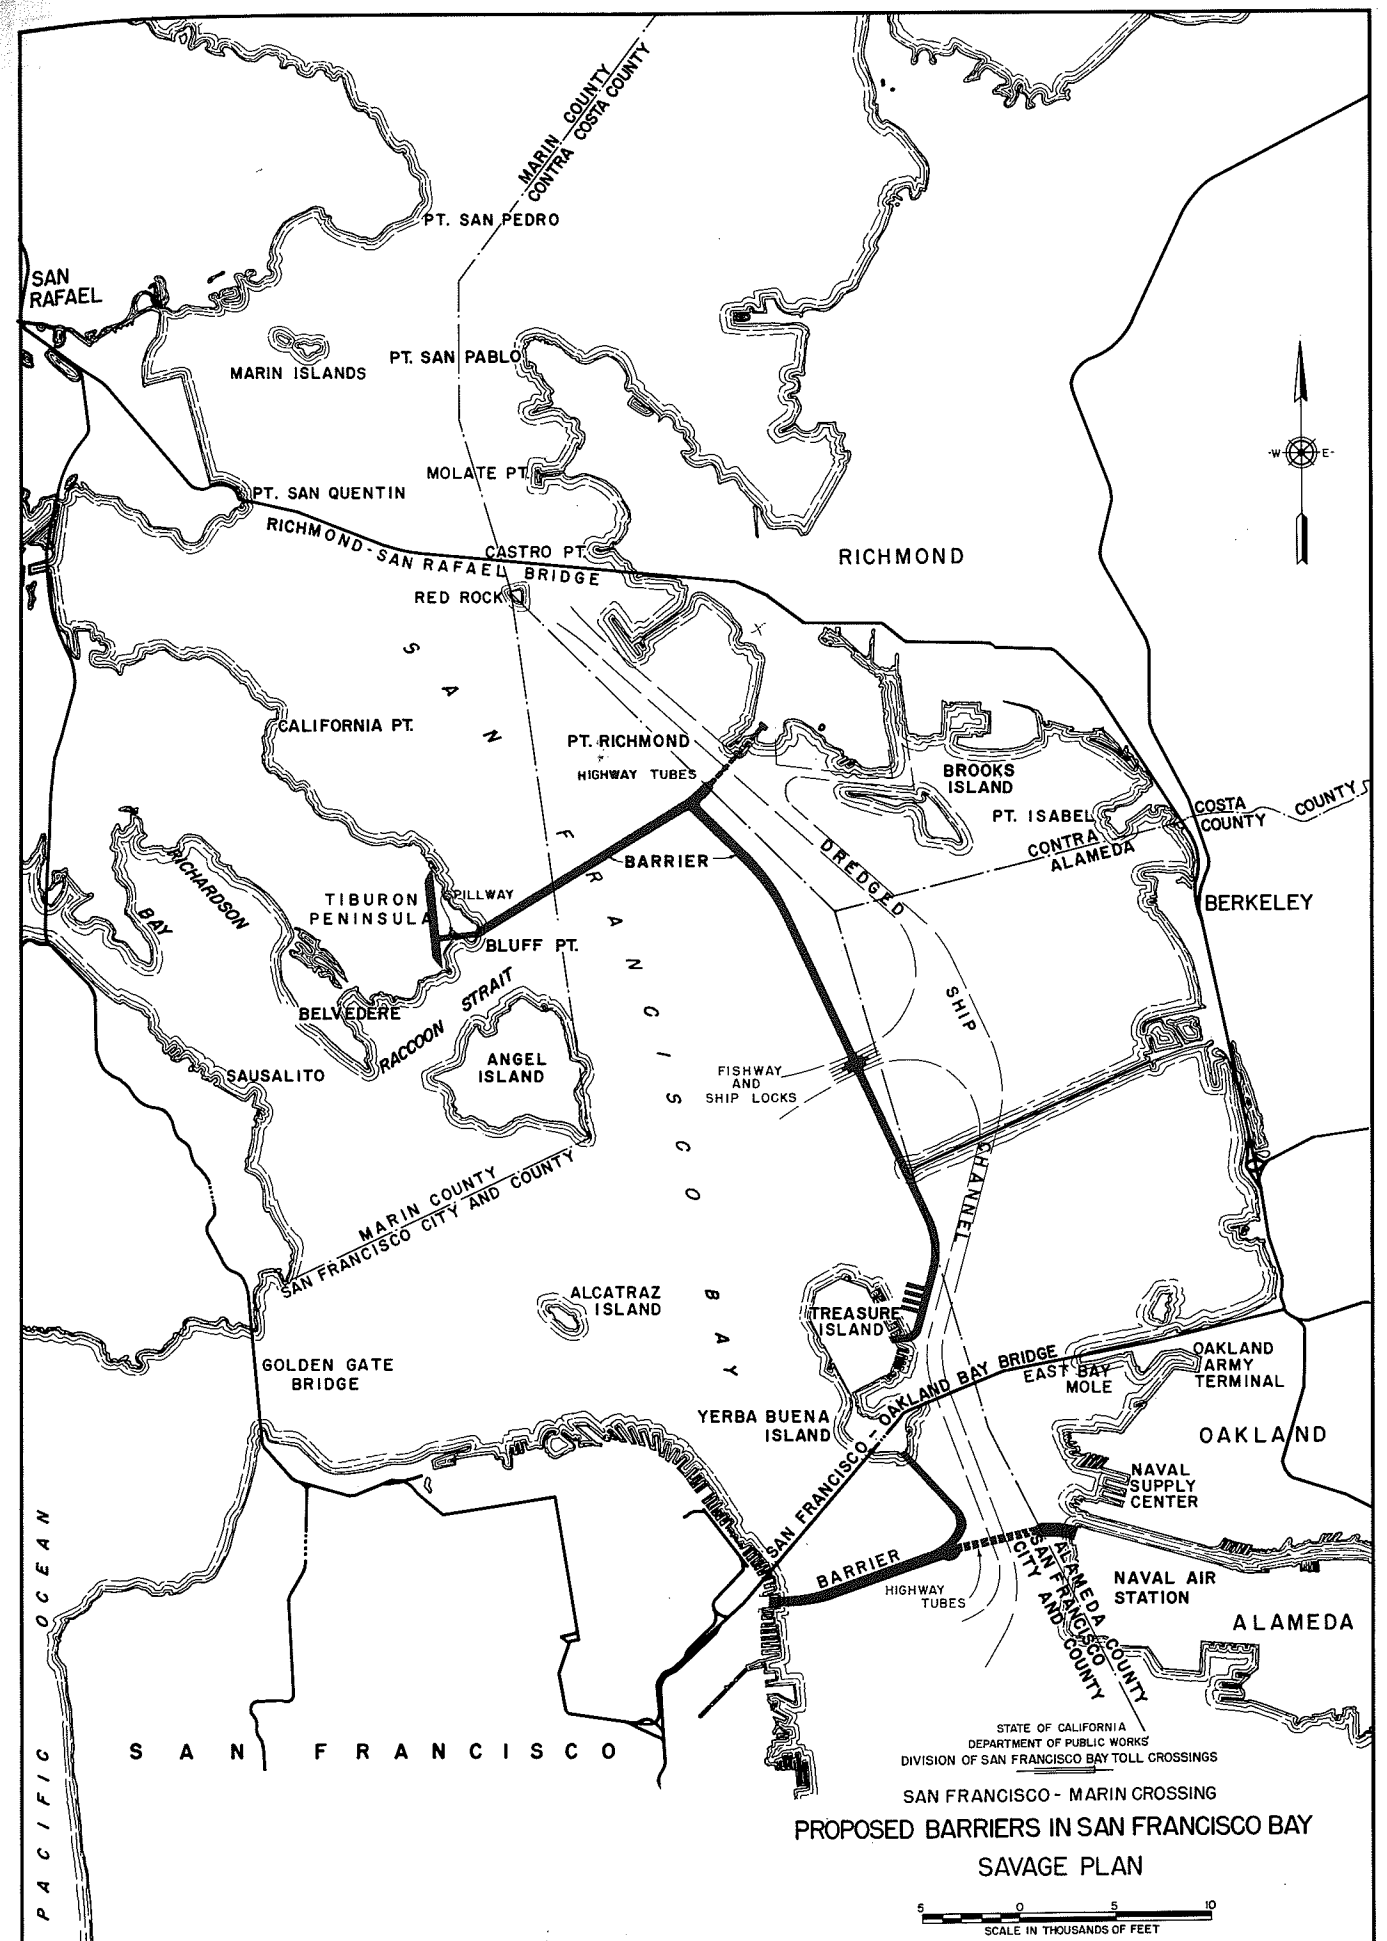 MARIN COUNTY
CONTRA COSTA COUNTY
PT. SAN PEDRO
SAN
RAFAEL
MARIN ISLANDS
PT. SAN PABLO
MOLATE PT.
PT. SAN QUENTIN
RICHMOND-SAN RAFAEL BRIDGE
CASTRO PT.
RED ROCK
RICHMOND
-W-
E-
SAN FRANCISCO BAY
CALIFORNIA PT.
PT. RICHMOND
HIGHWAY TUBES
BROOKS
ISLAND
PT. ISABEL
CONTRA COSTA COUNTY
ALAMEDA COUNTY
BARRIER
DREDGED SHIP CHANNEL
RICHARDSON
BAY
TIBURON
PENINSULA
SPILLWAY
BLUFF PT.
BERKELEY
BELVEDERE
RACCOON STRAIT
ANGEL
ISLAND
SAUSALITO
FISHWAY
AND
SHIP LOCKS
MARIN COUNTY
SAN FRANCISCO CITY AND COUNTY
ALCATRAZ
ISLAND
TREASURE
ISLAND
GOLDEN GATE
BRIDGE
SAN FRANCISCO - OAKLAND BAY BRIDGE
EAST BAY
MOLE
OAKLAND
ARMY
TERMINAL
YERBA BUENA
ISLAND
OAKLAND
NAVAL
SUPPLY
CENTER
BARRIER
HIGHWAY
TUBES
ALAMEDA COUNTY
SAN FRANCISCO
CITY AND COUNTY
NAVAL AIR
STATION
ALAMEDA
PACIFIC OCEAN
SAN FRANCISCO
STATE OF CALIFORNIA
DEPARTMENT OF PUBLIC WORKS
DIVISION OF SAN FRANCISCO BAY TOLL CROSSINGS
SAN FRANCISCO - MARIN CROSSING
PROPOSED BARRIERS IN SAN FRANCISCO BAY
SAVAGE PLAN
5 0 5 10
SCALE IN THOUSANDS OF FEET